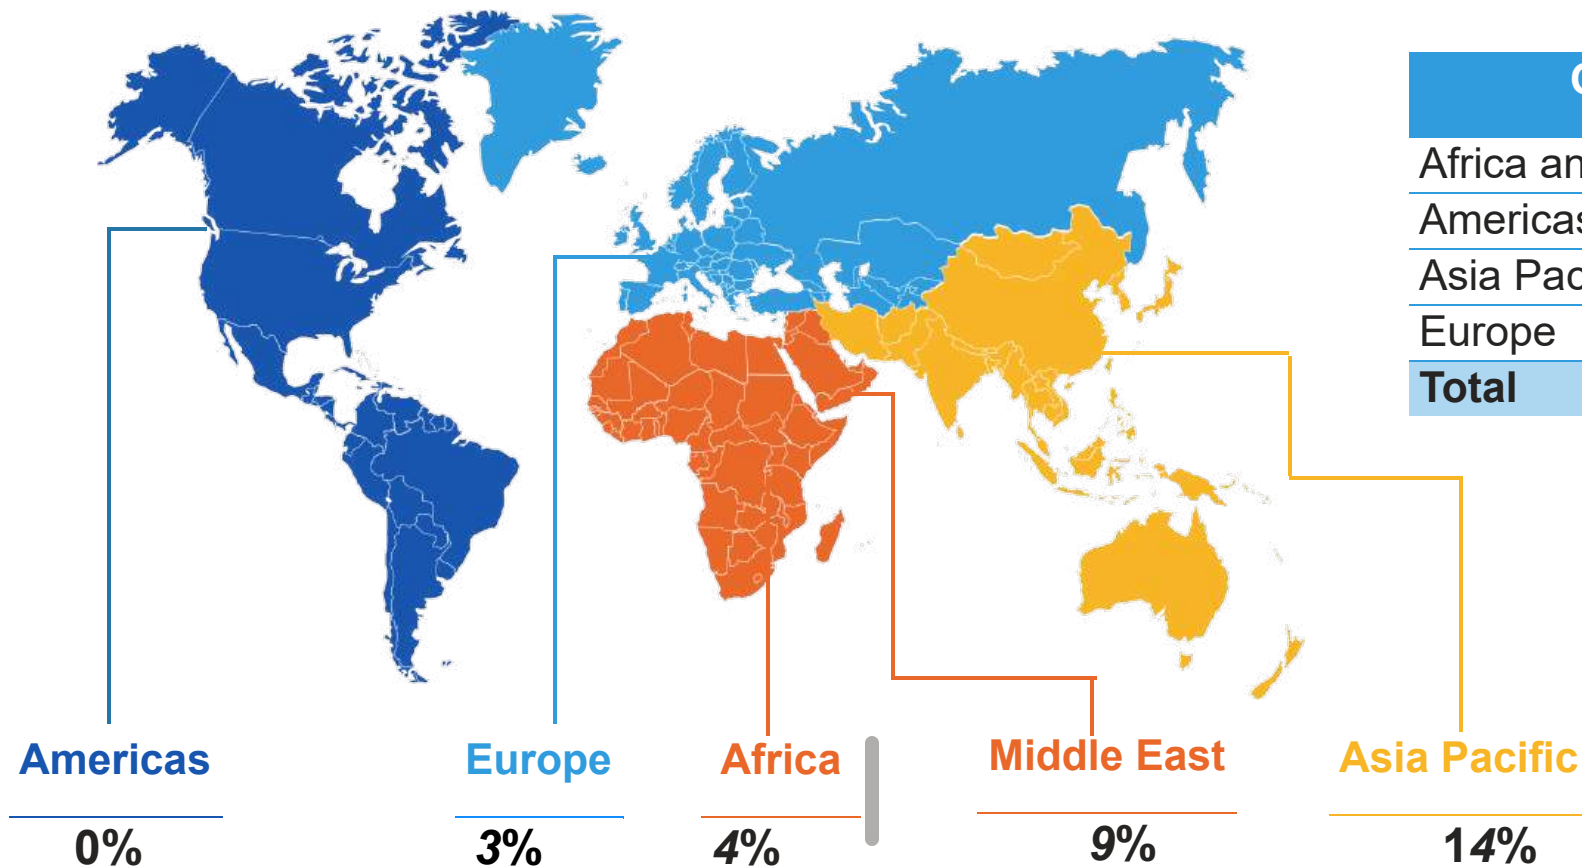 Africa an
Americas
Asia Pac
Europe
Total
Americas
Europe
Africa
Middle East
Asia Pacific
0%
3%
4%
9%
14%